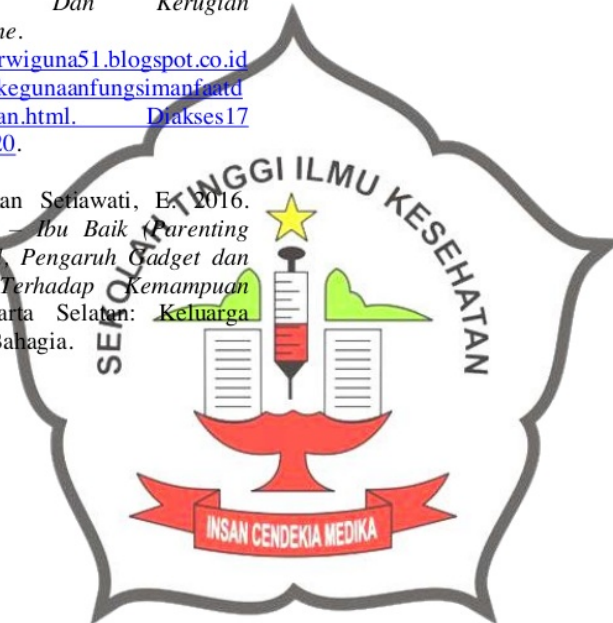 Dan Kerugian
ne.
rwiguna51.blogspot.co.id
kegunaanfungsimanfaatd
an.html. Diakses17
20.
an Setiawati, E. 2016.
– Ibu Baik (Parenting
, Pengaruh Gadget dan
Terhadap Kemampuan
arta Selatan: Keluarga
Bahagia.
SEKOLAH TINGGI ILMU KESEHATAN
INSAN CENDEKIA MEDIKA